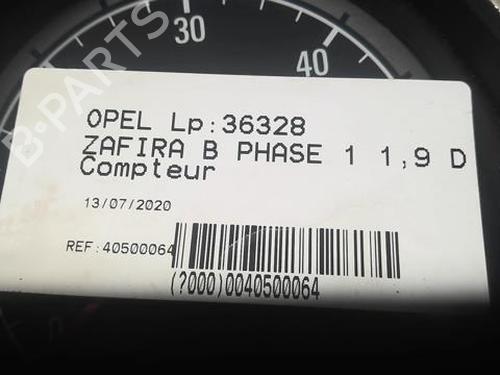 30
40
B-PARTS
OPEL Lp:36328
ZAFIRA B PHASE 1 1,9 D
Compteur
13/07/2020
REF:40500064
(?000)0040500064